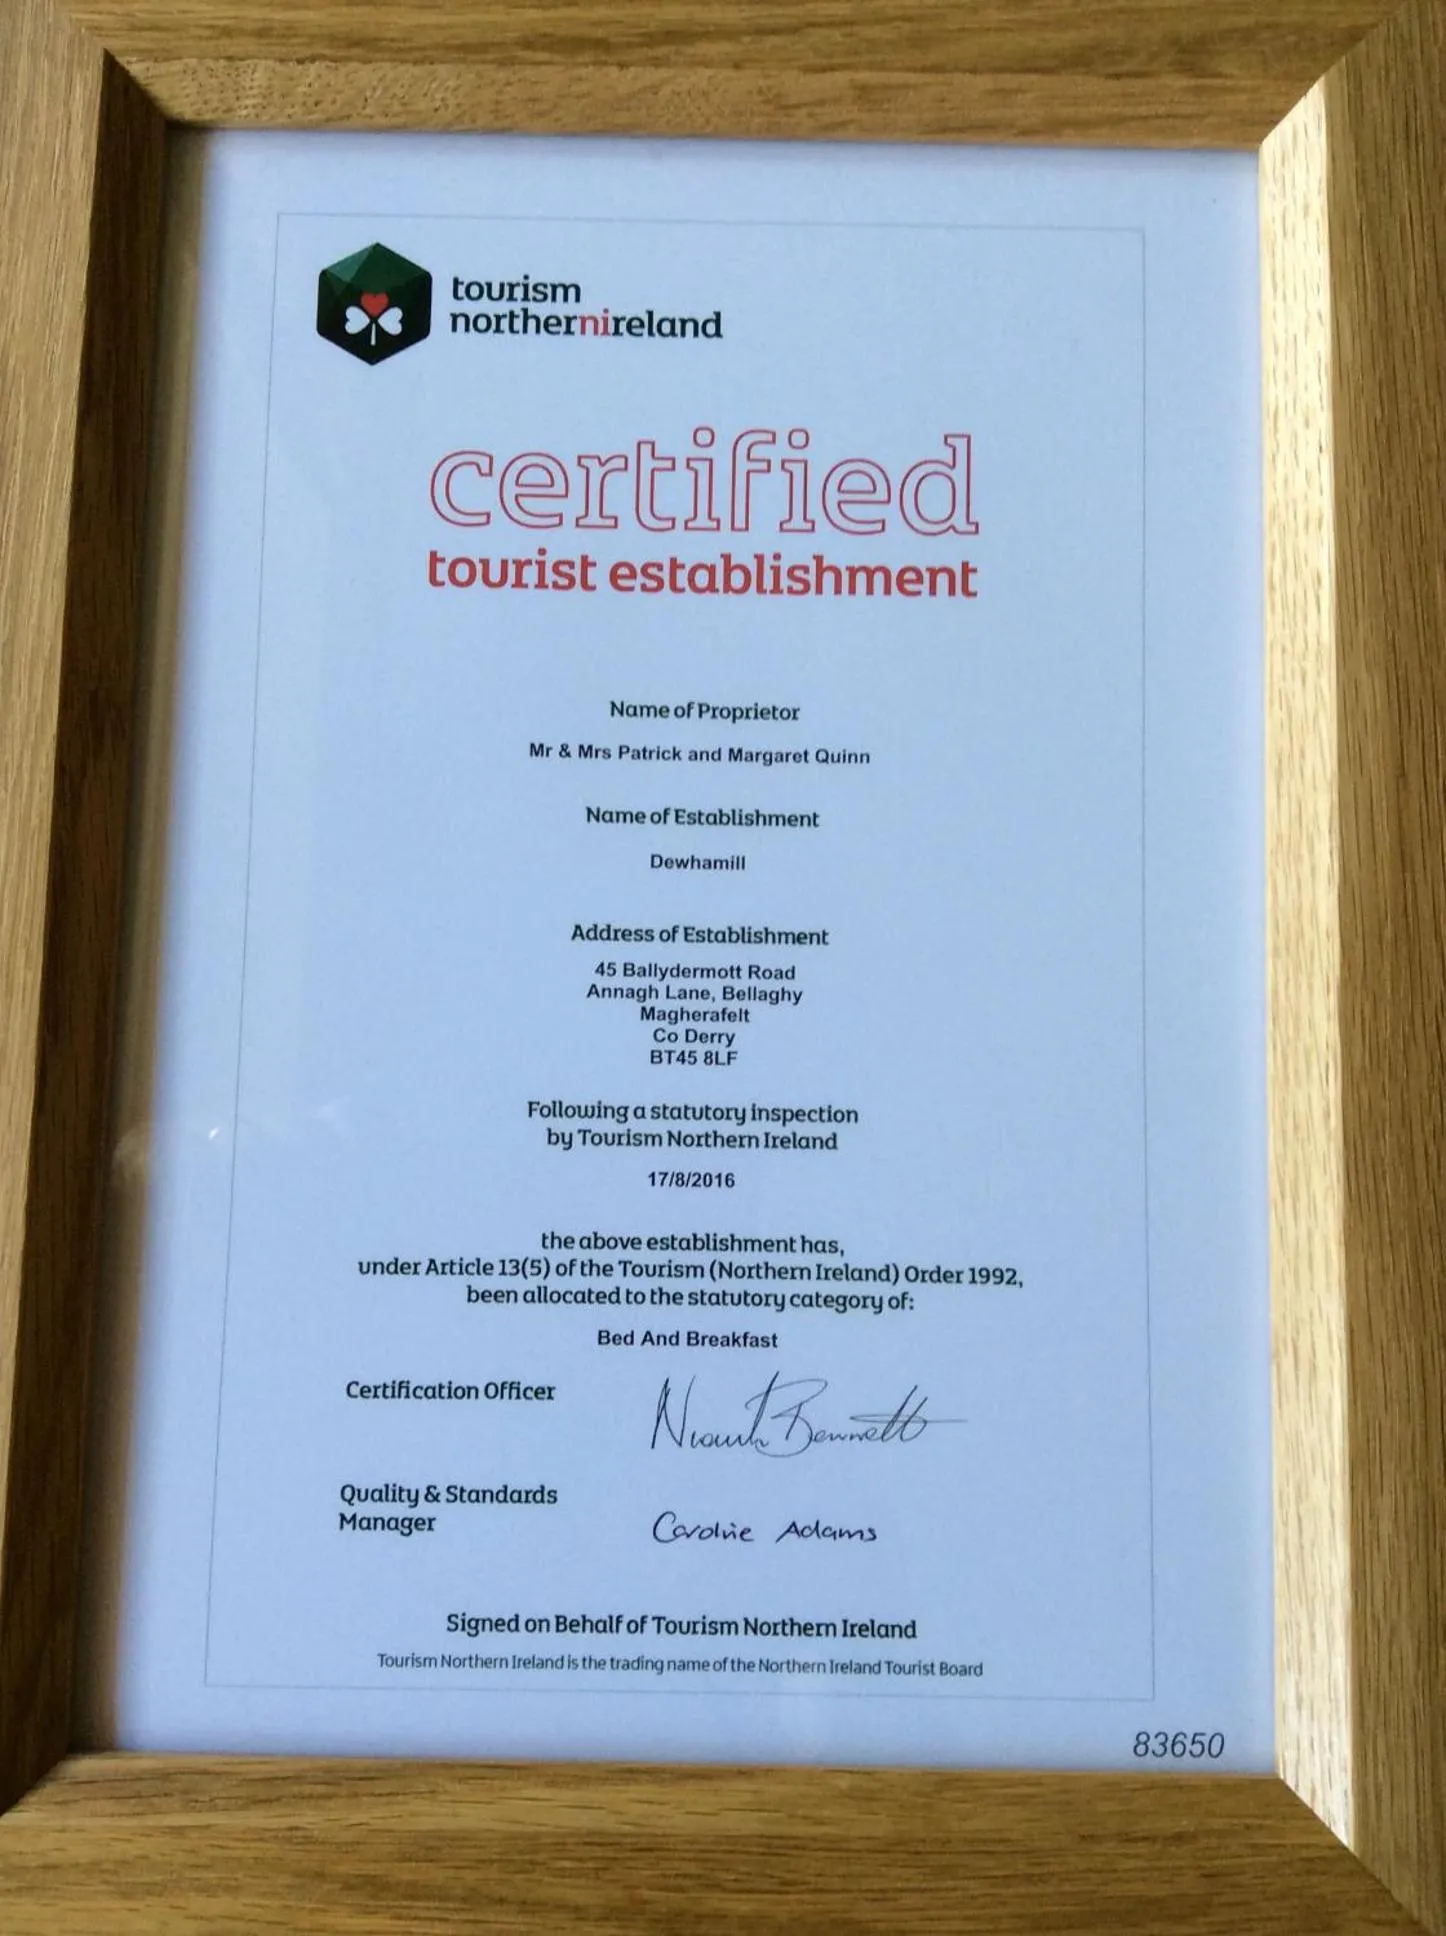 tourism
northernireland
certified
tourist establishment
Name of Proprietor
Mr & Mrs Patrick and Margaret Quinn
Name of Establishment
Dewhamill
Address of Establishment
45 Ballydermott Road
Annagh Lane, Bellaghy
Magherafelt
Co Derry
BT45 8LF
Following a statutory inspection
by Tourism Northern Ireland
17/8/2016
the above establishment has,
under Article 13(5) of the Tourism (Northern Ireland) Order 1992,
been allocated to the statutory category of:
Bed And Breakfast
Certification Officer
Bennett
Quality & Standards
Manager
Caroline Adams
Signed on Behalf of Tourism Northern Ireland
Tourism Northern Ireland is the trading name of the Northern Ireland Tourist Board
83650